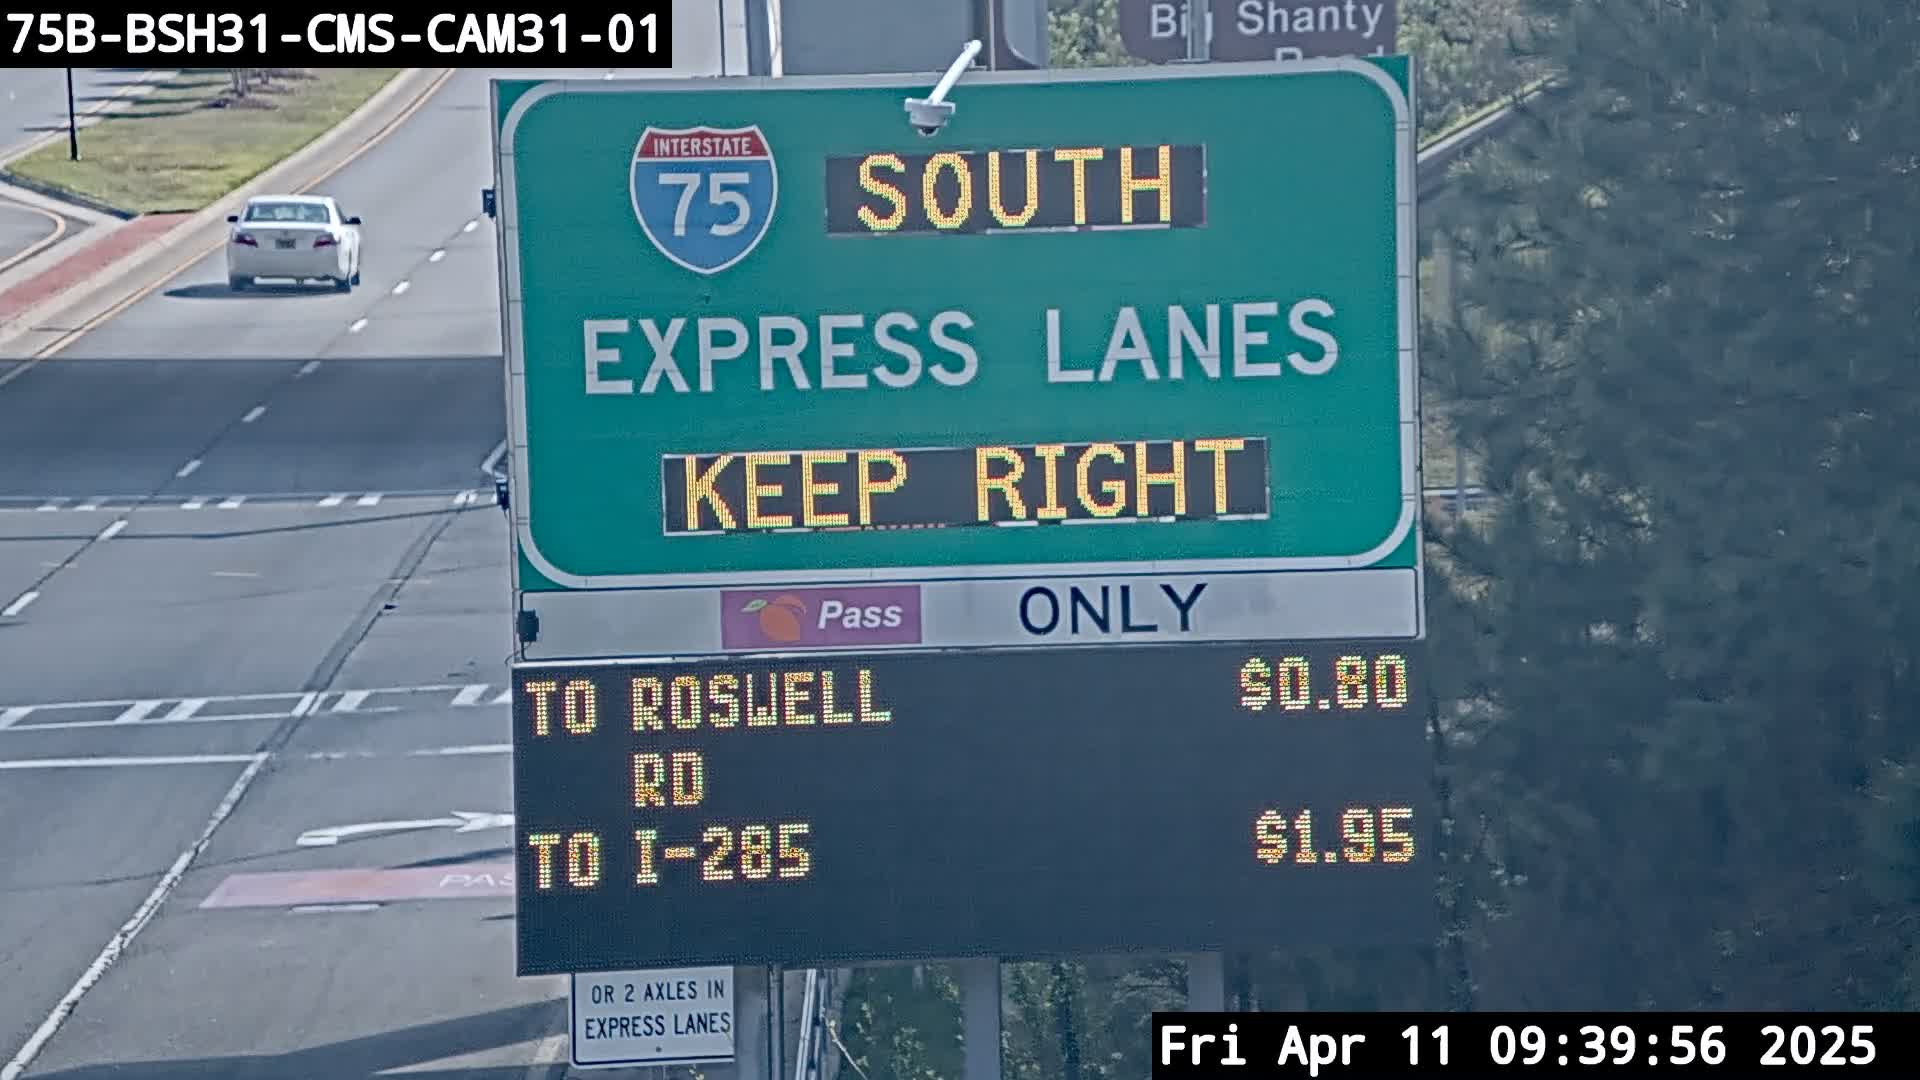 75B-BSH31-CMS-CAM31-01
Big Shanty
Road
INTERSTATE
75
SOUTH
EXPRESS LANES
KEEP RIGHT
Pass ONLY
TO ROSWELL $0.80
RD
TO I-285 $1.95
PAS
OR 2 AXLES IN
EXPRESS LANES
Fri Apr 11 09:39:56 2025